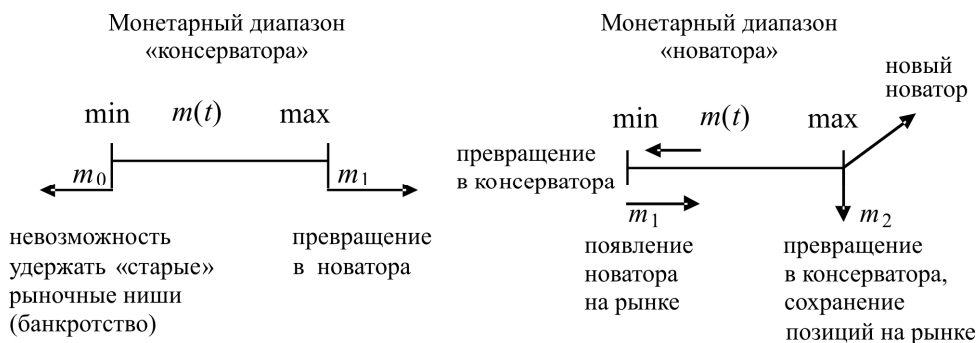 Монетарный диапазон
«консерватора»
min m(t) max
m₀
m₁
невозможность
удержать «старые»
рыночные ниши
(банкротство)
превращение
в новатора
Монетарный диапазон
«новатора»
новый
новатор
min m(t) max
превращение
в консерватора
m₁
m₂
появление
новатора
на рынке
превращение
в консерватора,
сохранение
позиций на рынке